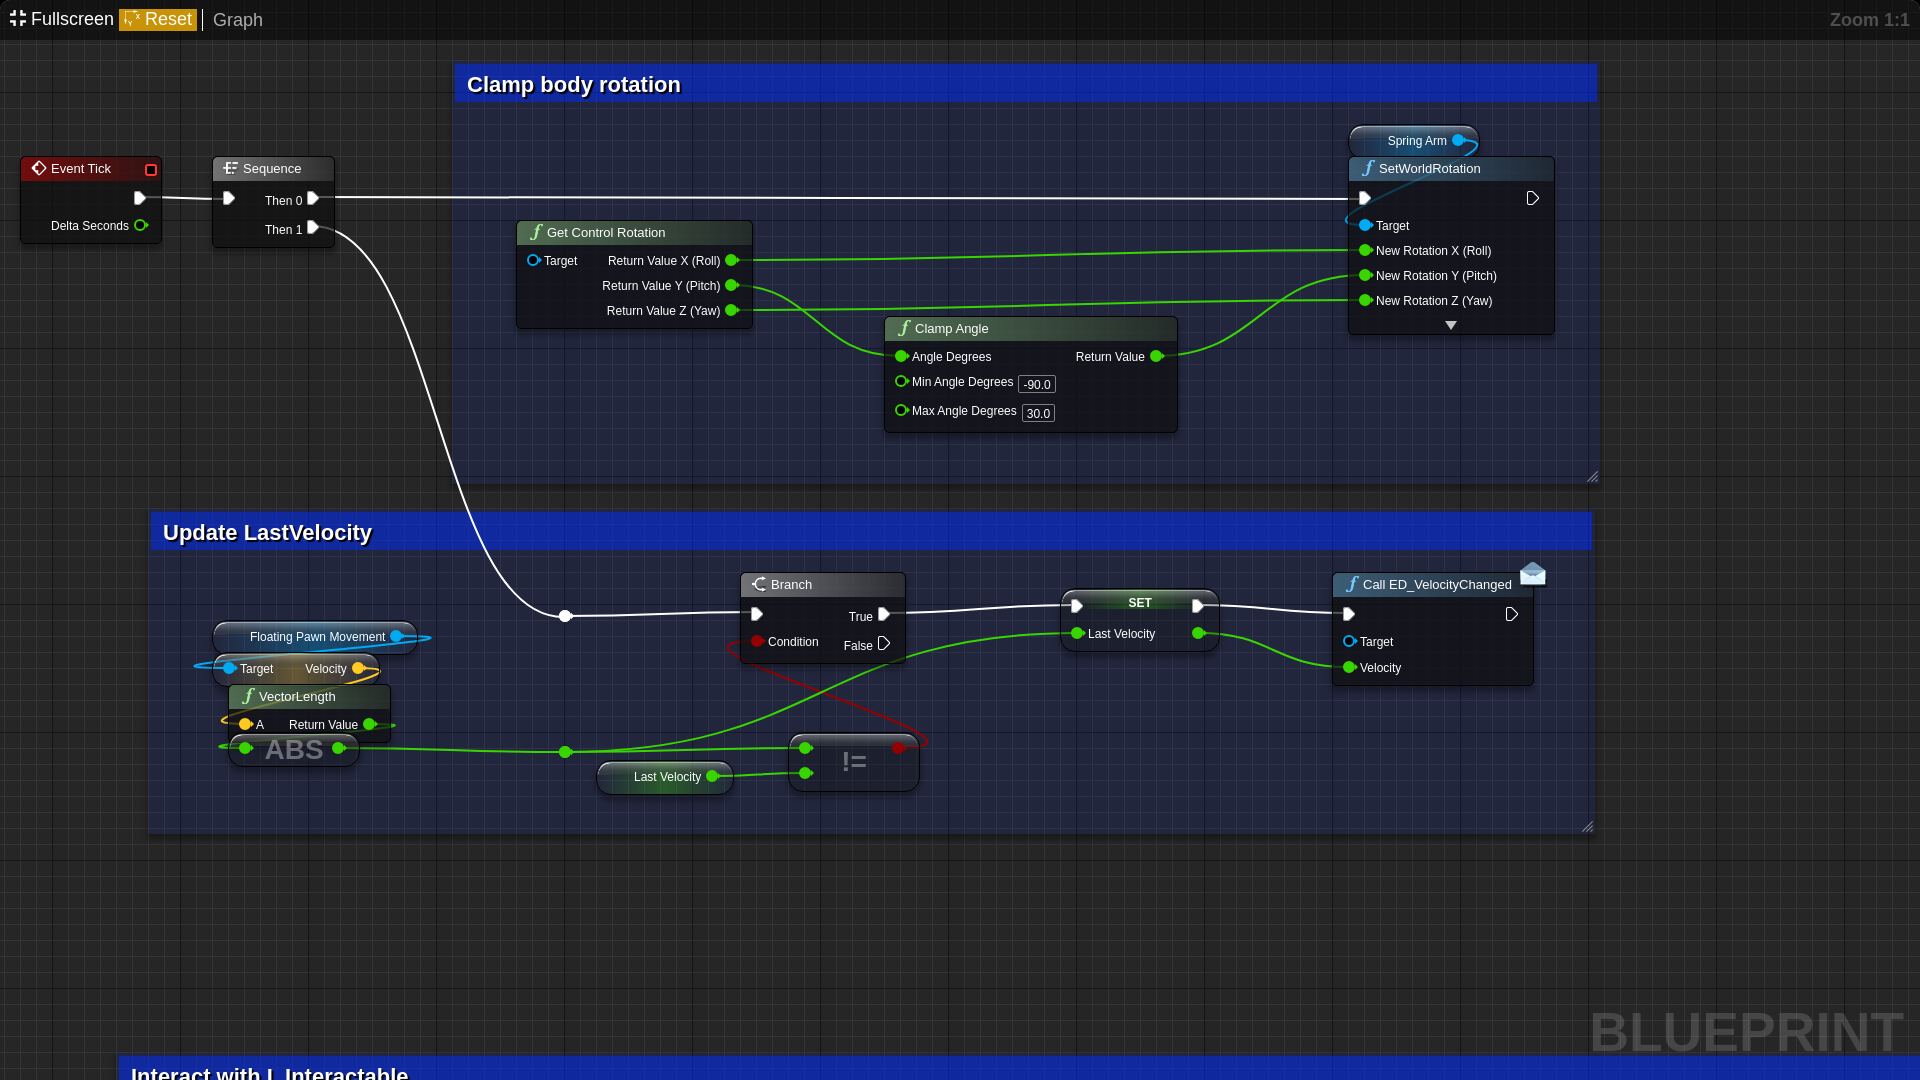 Fullscreen Reset Graph Zoom 1:1
Clamp body rotation
Spring Arm
Event Tick
Delta Seconds
Sequence
Then 0
Then 1
SetWorldRotation
Target
New Rotation X (Roll)
New Rotation Y (Pitch)
New Rotation Z (Yaw)
Get Control Rotation
Target Return Value X (Roll)
Return Value Y (Pitch)
Return Value Z (Yaw)
Clamp Angle
Angle Degrees Return Value
Min Angle Degrees -90.0
Max Angle Degrees 30.0
Update LastVelocity
Branch
True
Condition False
SET
Last Velocity
Call ED_VelocityChanged
Target
Velocity
Floating Pawn Movement
Target Velocity
VectorLength
A Return Value
ABS
Last Velocity
!=
BLUEPRINT
Interact with I_Interactable